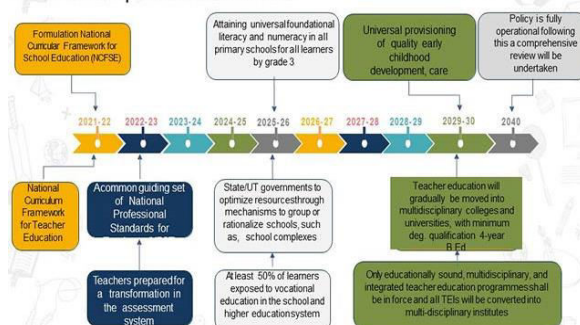 Formulation National
Curricular Framework for
School Education (NCFSE)
Attaining universal foundational
literacy and numeracy in all
primary schools for all learners
by grade 3
Universal provisioning
of quality early
childhood
development, care
Policy is fully
operational following
this a comprehensive
review will be
undertaken
2021-22
2022-23
2023-24
2024-25
2025-26
2026-27
2027-28
2028-29
2029-30
2040
National
Curriculum
Framework
for Teacher
Education
Acommon guiding set
of National
Professional
Standards for
State/UT governments to
optimize resourcesthrough
mechanisms to group or
rationalize schools, such
as, school complexes
Teacher education will
gradually be moved into
multidisciplinary colleges and
universities, with minimum
deg. qualification 4-year
B.Ed
Teachers prepared for
a transformation in
the assessment
system
At least 50% of learners
exposed to vocational
education in the school and
higher education system
Only educationally sound, multidisciplinary, and
integrated teacher education programmes shall
be in force and all TEIs will be converted into
multi-disciplinary institutes